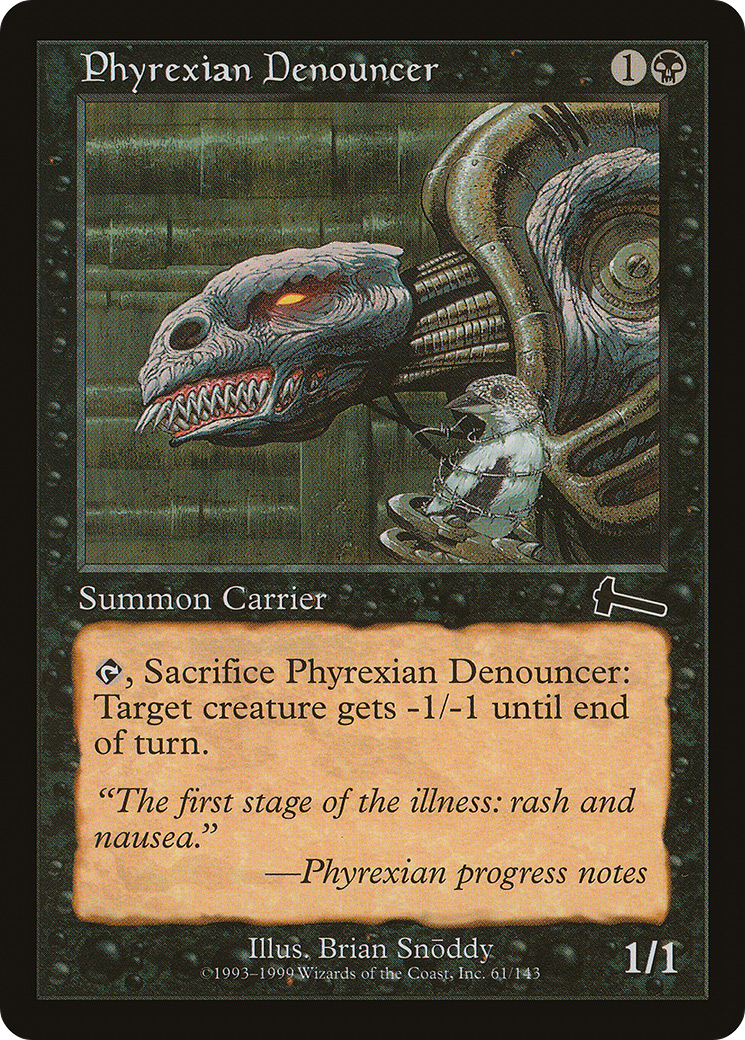 Phyrexian Denouncer 1
Summon Carrier
, Sacrifice Phyrexian Denouncer:
Target creature gets -1/-1 until end
of turn.
“The first stage of the illness: rash and
nausea.”
—Phyrexian progress notes
Illus. Brian Snōddy
©1993–1999 Wizards of the Coast, Inc. 61/143
1/1